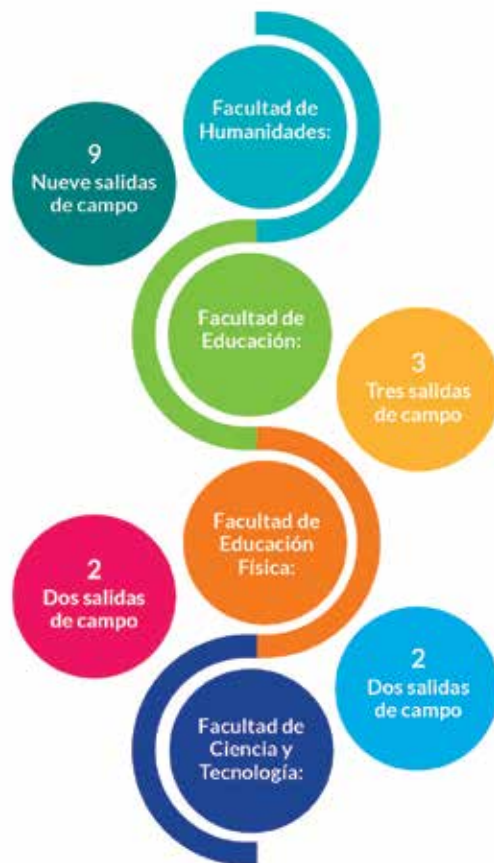 Facultad de
Humanidades:
9
Nueve salidas
de campo
Facultad de
Educación:
3
Tres salidas
de campo
Facultad de
Educación
Física:
2
Dos salidas
de campo
Facultad de
Ciencia y
Tecnología:
2
Dos salidas
de campo